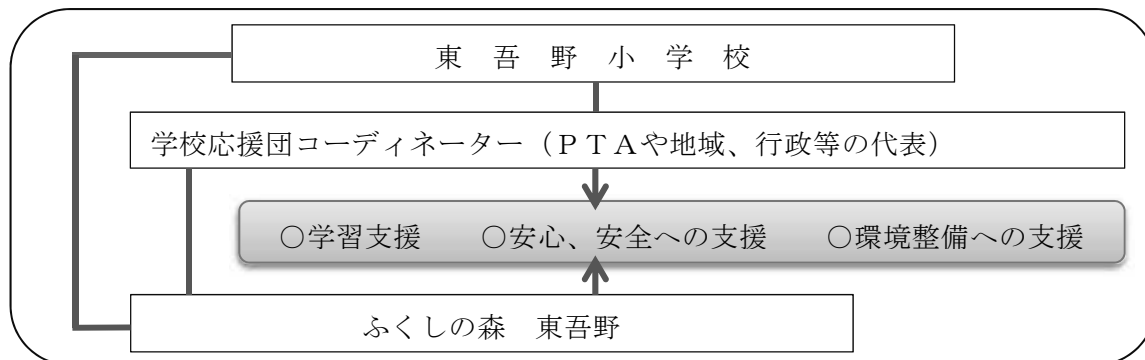 東　吾　野　小　学　校
学校応援団コーディネーター（ＰＴＡや地域、行政等の代表）
○学習支援　　○安心、安全への支援　　○環境整備への支援
ふくしの森　東吾野